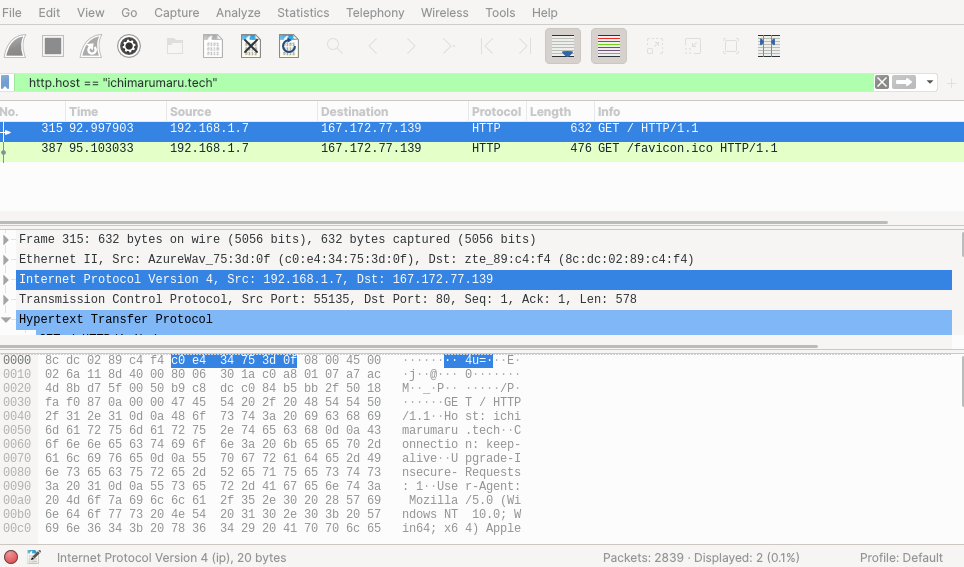 File Edit View Go Capture Analyze Statistics Telephony Wireless Tools Help
http.host == "ichimarumaru.tech"
No. Time Source Destination Protocol Length Info
315 92.997903 192.168.1.7 167.172.77.139 HTTP 632 GET / HTTP/1.1
387 95.103033 192.168.1.7 167.172.77.139 HTTP 476 GET /favicon.ico HTTP/1.1
Frame 315: 632 bytes on wire (5056 bits), 632 bytes captured (5056 bits)
Ethernet II, Src: AzureWav_75:3d:0f (c0:e4:34:75:3d:0f), Dst: zte_89:c4:f4 (8c:dc:02:89:c4:f4)
Internet Protocol Version 4, Src: 192.168.1.7, Dst: 167.172.77.139
Transmission Control Protocol, Src Port: 55135, Dst Port: 80, Seq: 1, Ack: 1, Len: 578
Hypertext Transfer Protocol
0000 8c dc 02 89 c4 f4 c0 e4 34 75 3d 0f 08 00 45 00 ········ 4u=···E·
0010 02 6a 11 8d 40 00 80 06 30 1a c0 a8 01 07 a7 ac ·j··@··· 0·······
0020 4d 8b d7 5f 00 50 b9 c8 dc c0 84 b5 bb 2f 50 18 M··_·P·· ·····/P·
0030 fa f0 87 0a 00 00 47 45 54 20 2f 20 48 54 54 50 ······GE T / HTTP
0040 2f 31 2e 31 0d 0a 48 6f 73 74 3a 20 69 63 68 69 /1.1··Ho st: ichi
0050 6d 61 72 75 6d 61 72 75 2e 74 65 63 68 0d 0a 43 marumaru .tech··C
0060 6f 6e 6e 65 63 74 69 6f 6e 3a 20 6b 65 65 70 2d onnectio n: keep-
0070 61 6c 69 76 65 0d 0a 55 70 67 72 61 64 65 2d 49 alive··U pgrade-I
0080 6e 73 65 63 75 72 65 2d 52 65 71 75 65 73 74 73 nsecure- Requests
0090 3a 20 31 0d 0a 55 73 65 72 2d 41 67 65 6e 74 3a : 1··Use r-Agent:
00a0 20 4d 6f 7a 69 6c 6c 61 2f 35 2e 30 20 28 57 69 Mozilla /5.0 (Wi
00b0 6e 64 6f 77 73 20 4e 54 20 31 30 2e 30 3b 20 57 ndows NT 10.0; W
00c0 69 6e 36 34 3b 20 78 36 34 29 20 41 70 70 6c 65 in64; x6 4) Apple
Internet Protocol Version 4 (ip), 20 bytes Packets: 2839 · Displayed: 2 (0.1%) Profile: Default